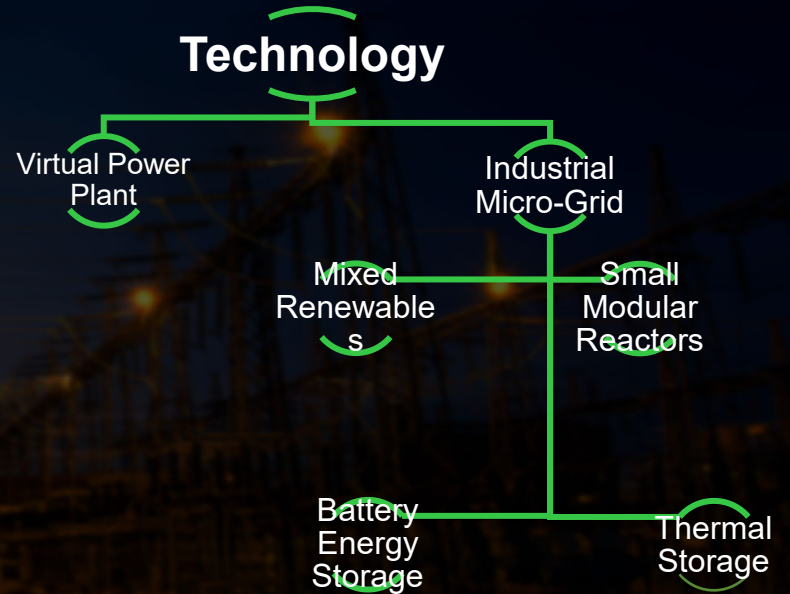 Technology
Virtual Power
Plant
Industrial
Micro-Grid
Mixed
Renewable
s
Small
Modular
Reactors
Battery
Energy
Storage
Thermal
Storage